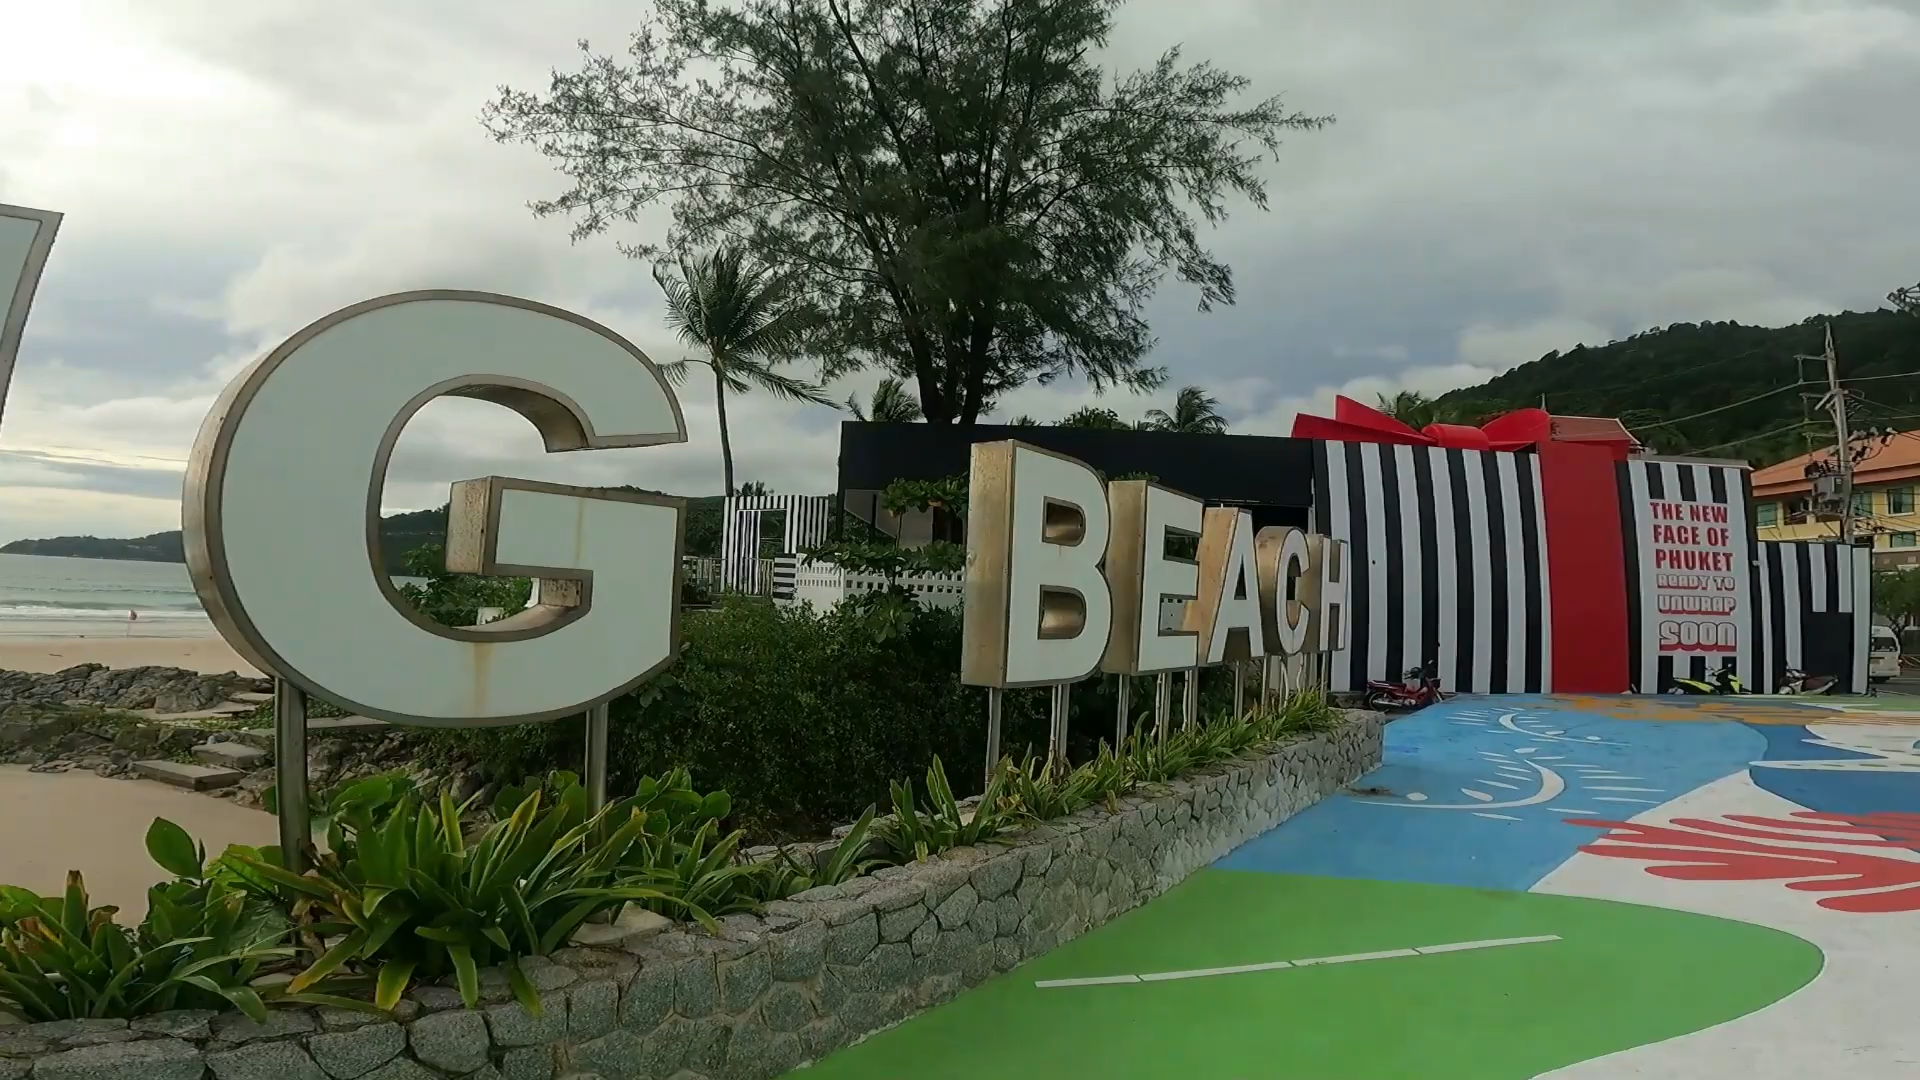 G BEACH
THE NEW
FACE OF
PHUKET
READY TO
UNWRAP
SOON